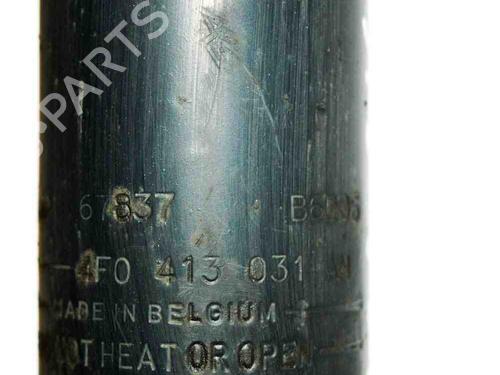 67837
4F0 413 031
MADE IN BELGIUM
HEAT OR OPEN
PARTS